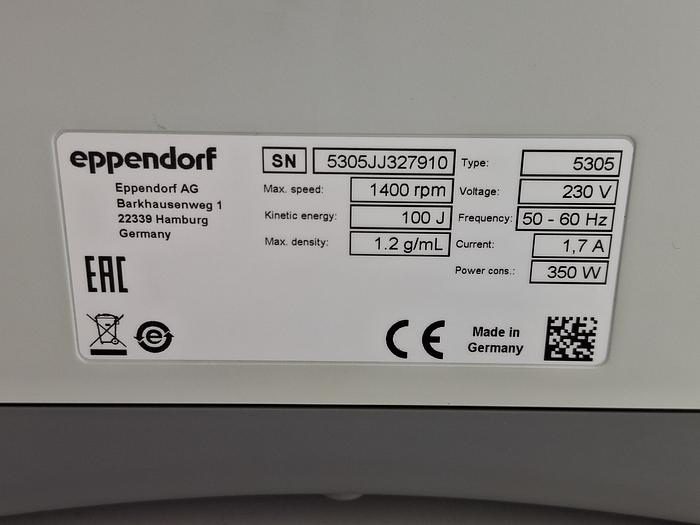 eppendorf
SN 5305JJ327910 Type: 5305
Eppendorf AG
Barkhausenweg 1
22339 Hamburg
Germany
Max. speed: 1400 rpm Voltage: 230 V
Kinetic energy: 100 J Frequency: 50 - 60 Hz
Max. density: 1.2 g/mL Current: 1,7 A
Power cons.: 350 W
EAC
e
CE
Made in
Germany